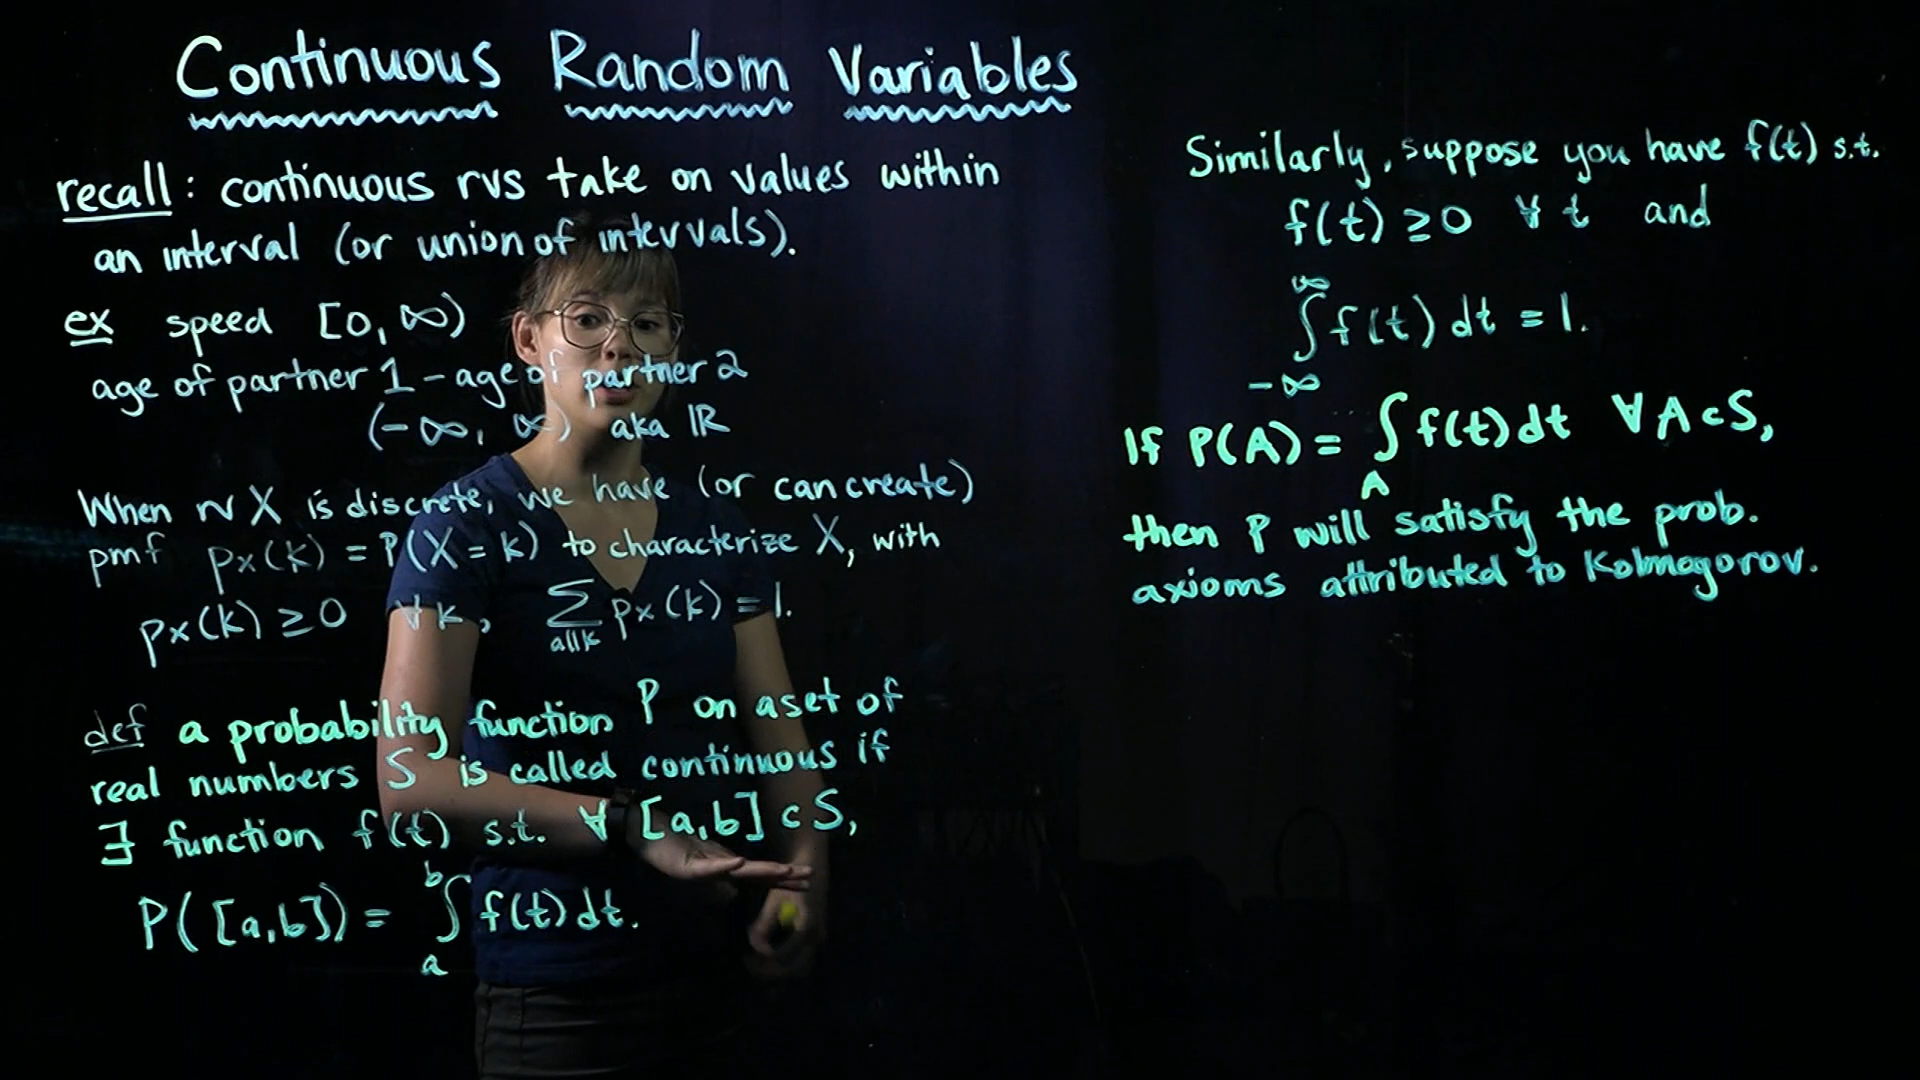 Continuous Random Variables
recall: continuous rvs take on values within
an interval (or union of intervals).
ex speed [0, ∞)
age of partner 1 - age of partner 2
(-∞, ∞) aka ℝ
When ~ X is discrete, we have (or can create)
pmf pX(k) = P(X = k) to characterize X, with
pX(k) ≥ 0 ∀ k, ∑ all k pX(k) = 1.
def a probability function P on a set of
real numbers S is called continuous if
∃ function f(t) s.t. ∀ [a,b] ⊂ S,
P([a,b]) = ∫ₐᵇ f(t) dt.
Similarly, suppose you have f(t) s.t.
f(t) ≥ 0 ∀ t and
∫ -∞ ∞ f(t) dt = 1.
If P(A) = ∫ A f(t) dt ∀ A ⊂ S,
then P will satisfy the prob.
axioms attributed to Kolmogorov.